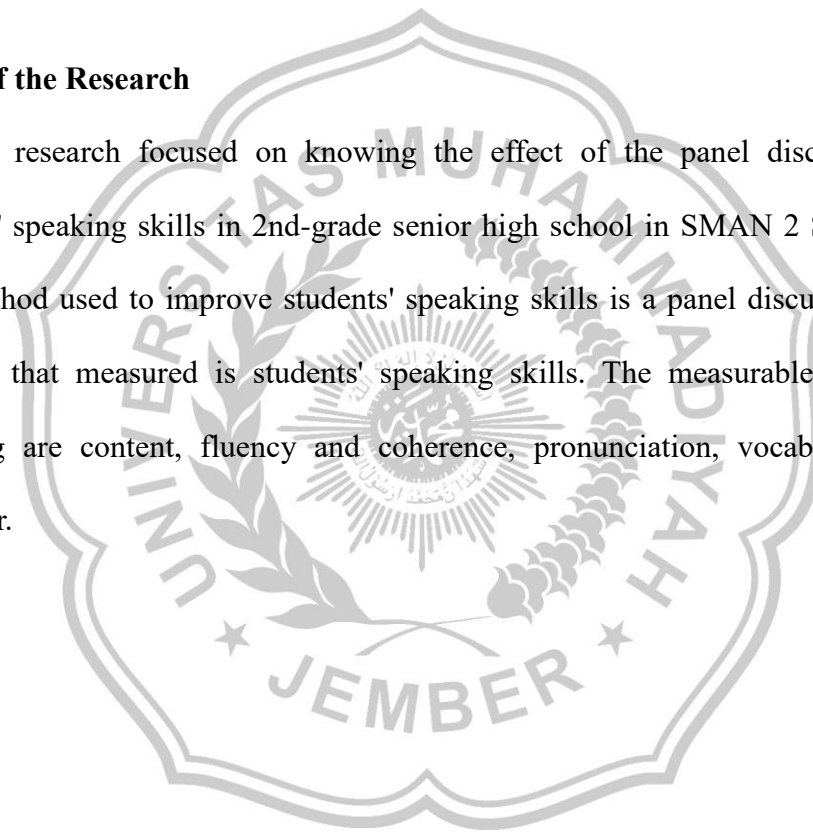 f the Research
research focused on knowing the effect of the panel disc
' speaking skills in 2nd-grade senior high school in SMAN 2 S
hod used to improve students' speaking skills is a panel discu
that measured is students' speaking skills. The measurable
g are content, fluency and coherence, pronunciation, vocab
r.
UNIVERSITAS MUHAMMADIYAH
JEMBER